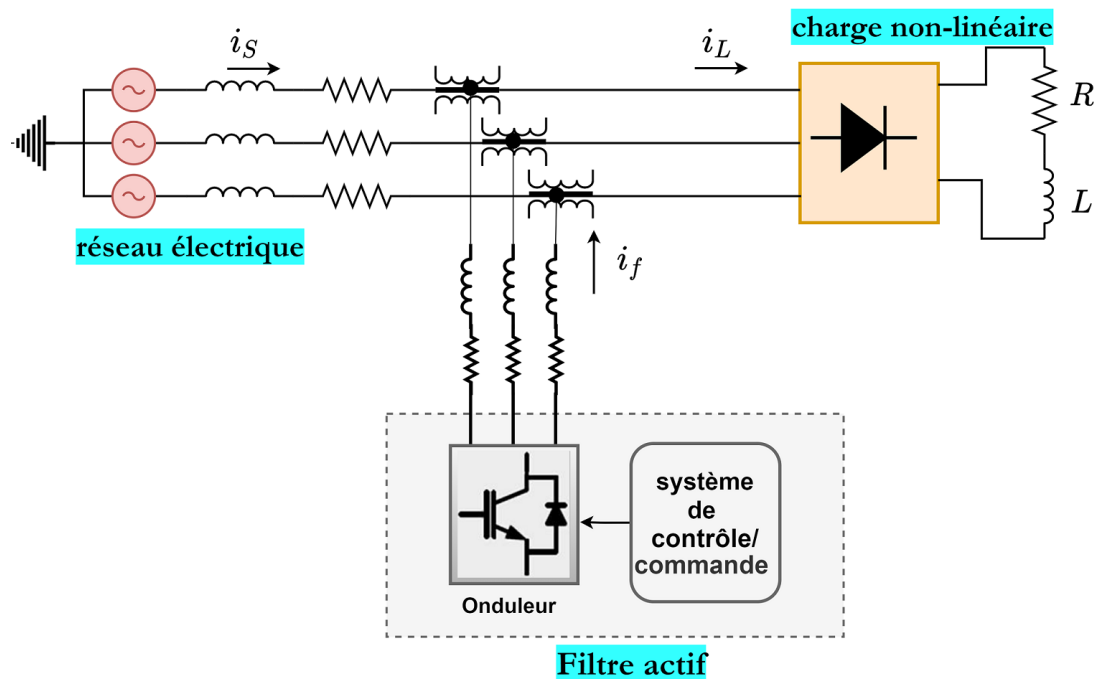 charge non-linéaire
i_S
i_L
R
L
réseau électrique
i_f
système
de
contrôle/
commande
Onduleur
Filtre actif